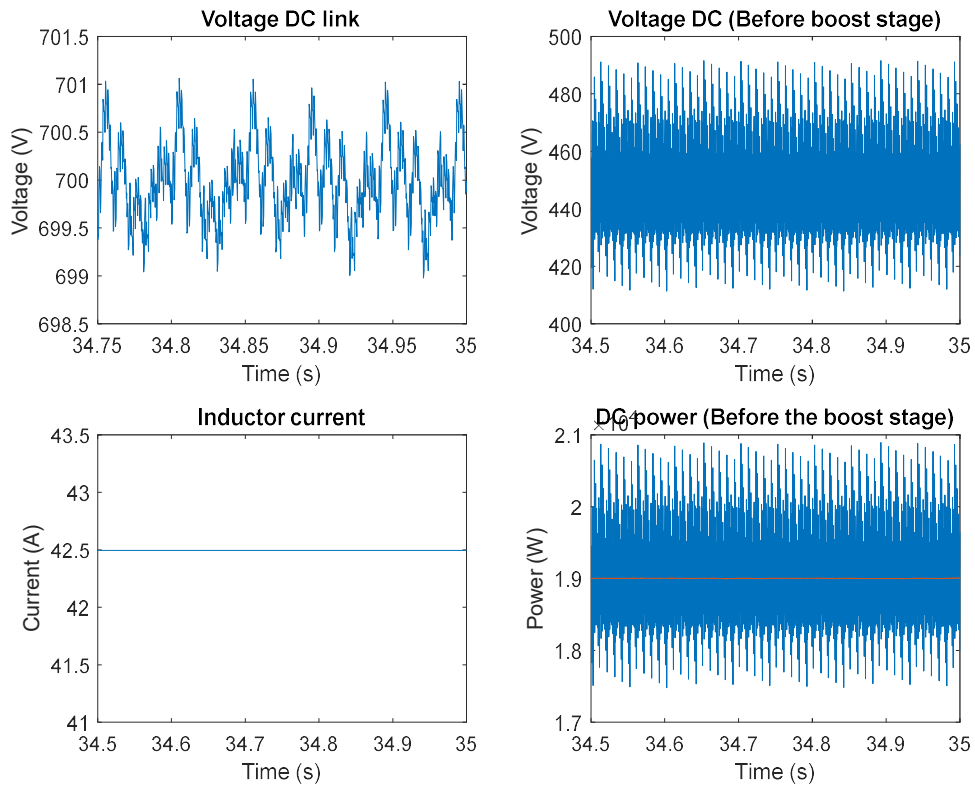 Voltage DC link
701.5
701
700.5
700
699.5
699
698.5
Voltage (V)
34.75 34.8 34.85 34.9 34.95 35
Time (s)
Voltage DC (Before boost stage)
500
480
460
440
420
400
Voltage (V)
34.5 34.6 34.7 34.8 34.9 35
Time (s)
Inductor current
43.5
43
42.5
42
41.5
41
Current (A)
34.5 34.6 34.7 34.8 34.9 35
Time (s)
DC power (Before the boost stage)
×10⁴
2.1
2
1.9
1.8
1.7
Power (W)
34.5 34.6 34.7 34.8 34.9 35
Time (s)